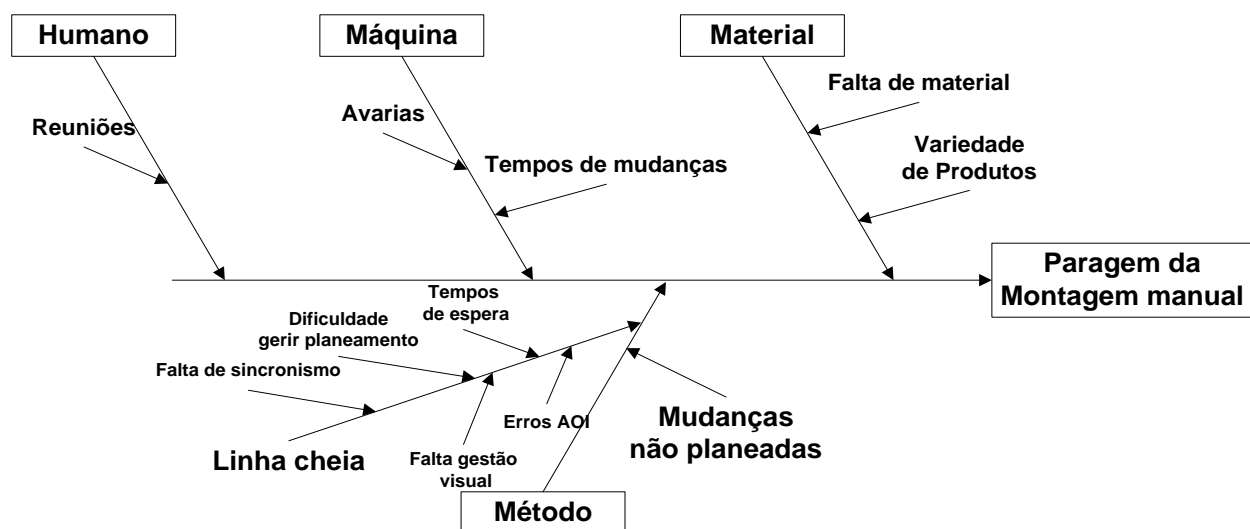 Humano
Máquina
Material
Falta de material
Reuniões
Avarias
Tempos de mudanças
Variedade
de Produtos
Paragem da
Montagem manual
Tempos
de espera
Dificuldade
gerir planeamento
Falta de sincronismo
Linha cheia
Falta gestão
visual
Erros AOI
Mudanças
não planeadas
Método